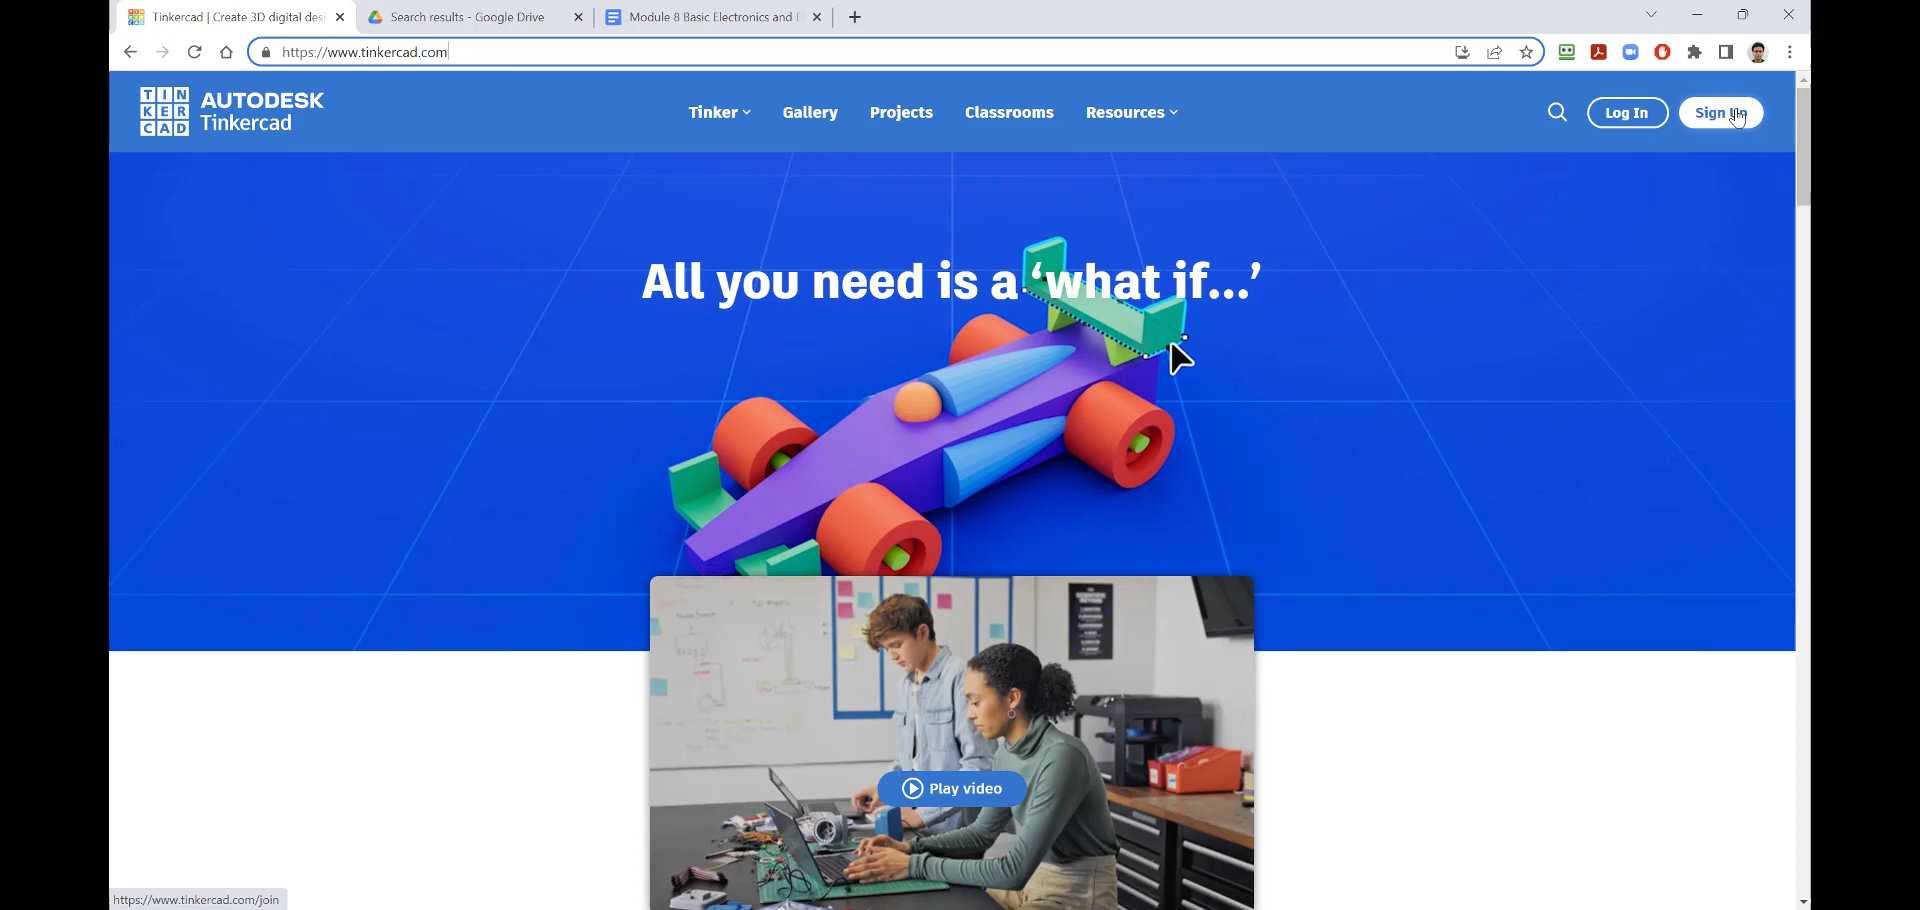 Tinkercad | Create 3D digital desi
Search results - Google Drive
Module 8 Basic Electronics and D
https://www.tinkercad.com
TIN
KER
CAD
AUTODESK
Tinkercad
Tinker
Gallery
Projects
Classrooms
Resources
Log In
Sign Up
All you need is a ‘what if...’
Play video
https://www.tinkercad.com/join